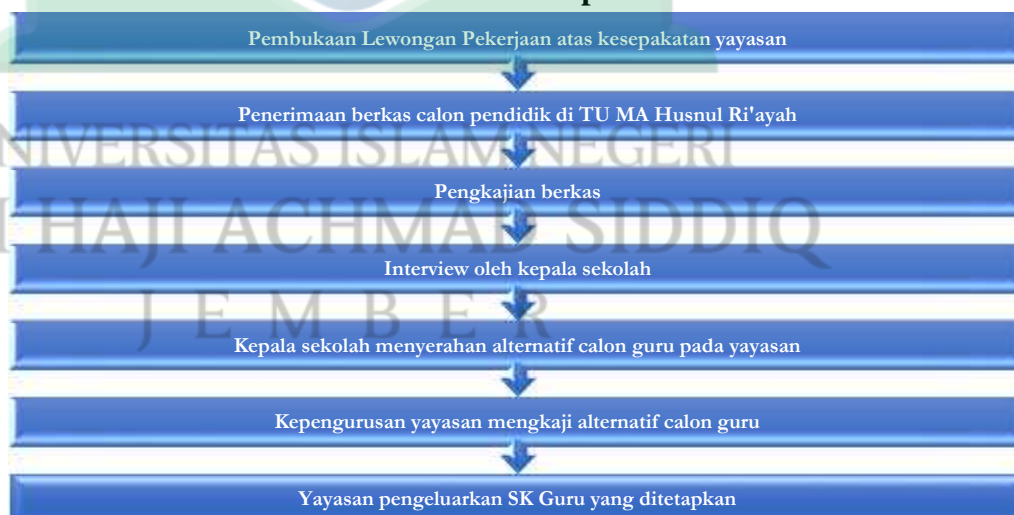 Pembukaan Lewongan Pekerjaan atas kesepakatan yayasan
Penerimaan berkas calon pendidik di TU MA Husnul Ri'ayah
NIVERSITAS ISLAM NEGERI
Pengkajian berkas
I HAJI ACHMAD SIDDIQ
Interview oleh kepala sekolah
J E M B E R
Kepala sekolah menyerahan alternatif calon guru pada yayasan
Kepengurusan yayasan mengkaji alternatif calon guru
Yayasan pengeluarkan SK Guru yang ditetapkan